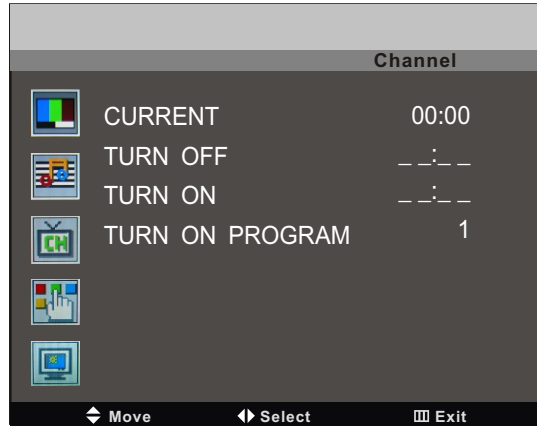 Channel
CURRENT 00:00
TURN OFF _ _:_ _
TURN ON _ _:_ _
TURN ON PROGRAM 1
CH
Move Select Exit